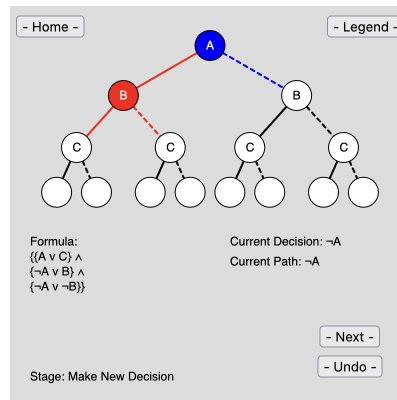 - Home -
- Legend -
A
B
B
C
C
C
C
Formula:
{{A v C} ∧
{¬A v B} ∧
{¬A v ¬B}}
Current Decision: ¬A
Current Path: ¬A
- Next -
- Undo -
Stage: Make New Decision